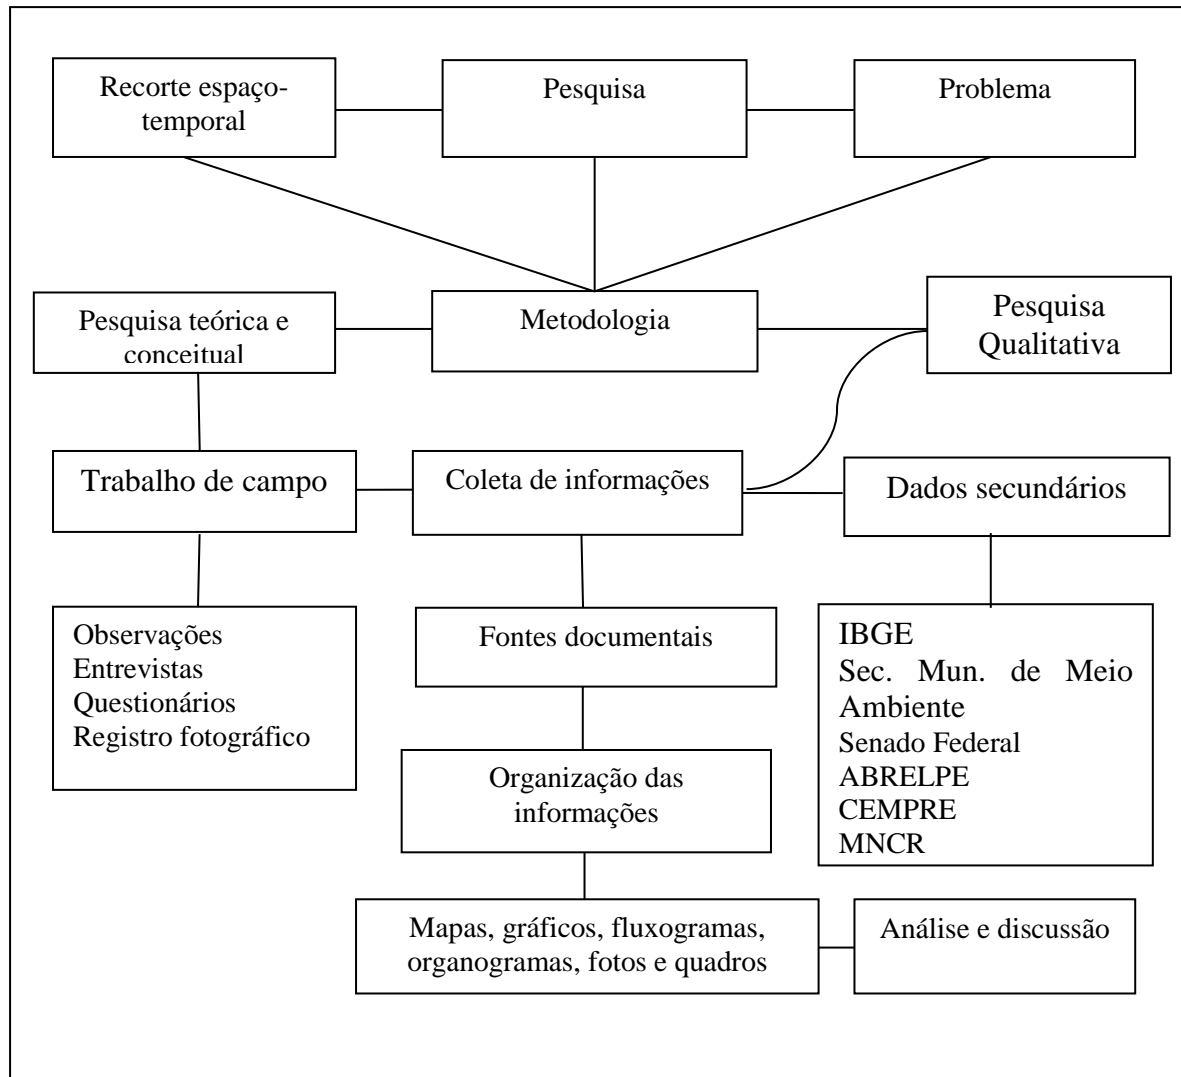 Recorte espaço-
temporal
Pesquisa
Problema
Pesquisa teórica e
conceitual
Metodologia
Pesquisa
Qualitativa
Trabalho de campo
Coleta de informações
Dados secundários
Observações
Entrevistas
Questionários
Registro fotográfico
Fontes documentais
IBGE
Sec. Mun. de Meio
Ambiente
Senado Federal
ABRELPE
CEMPRE
MNCR
Organização das
informações
Mapas, gráficos, fluxogramas,
organogramas, fotos e quadros
Análise e discussão